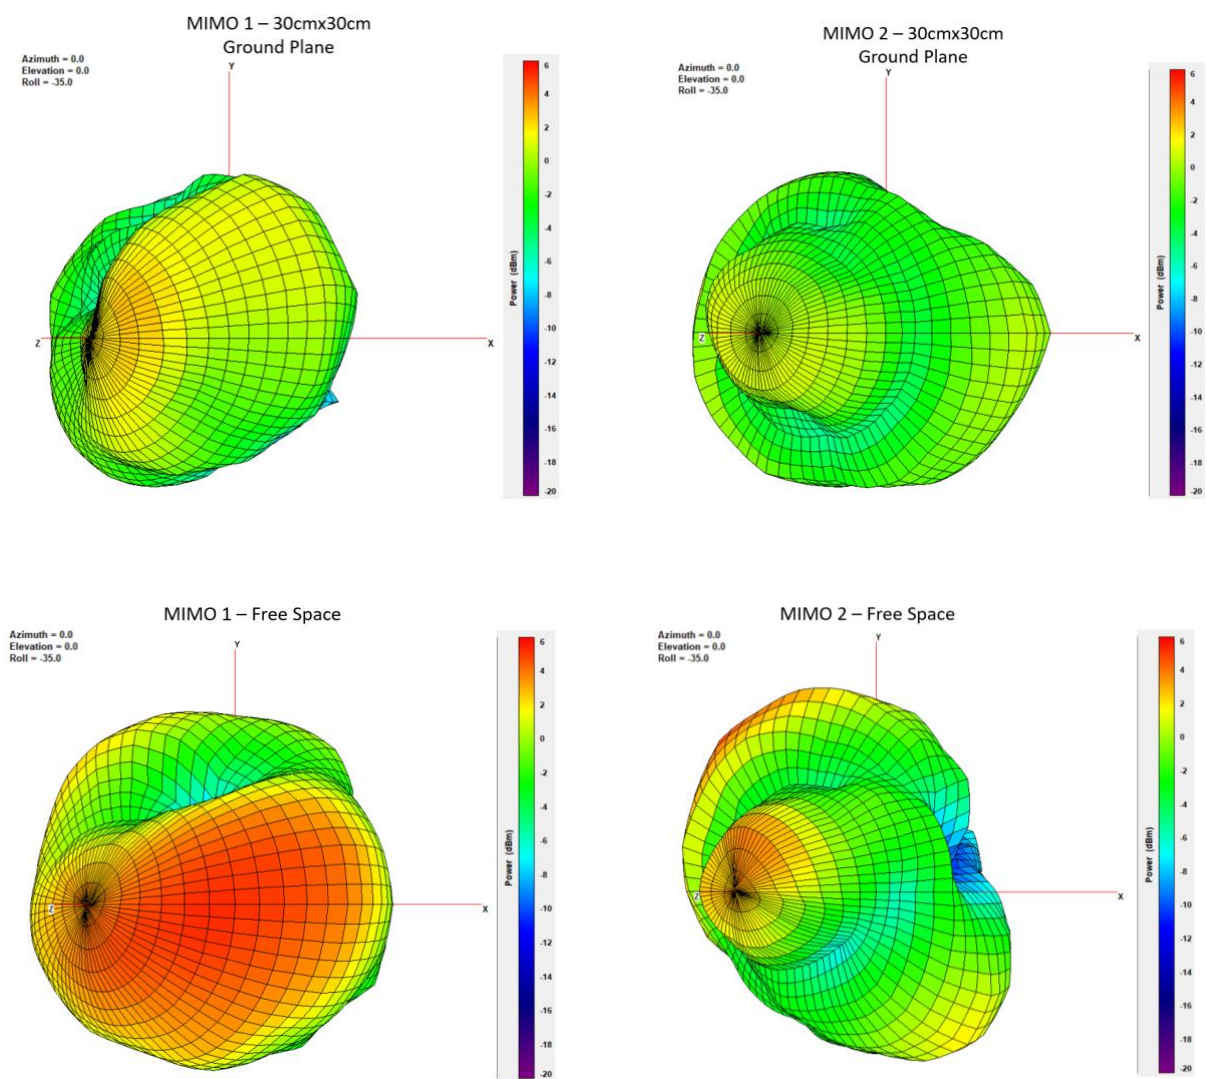 MIMO 1 – 30cmx30cm
Ground Plane
Azimuth = 0.0
Elevation = 0.0
Roll = -35.0
Y
Z
X
Power (dBm)
6
4
2
0
-2
-4
-6
-8
-10
-12
-14
-16
-18
-20
MIMO 2 – 30cmx30cm
Ground Plane
Azimuth = 0.0
Elevation = 0.0
Roll = -35.0
Y
Z
X
Power (dBm)
6
4
2
0
-2
-4
-6
-8
-10
-12
-14
-16
-18
-20
MIMO 1 – Free Space
Azimuth = 0.0
Elevation = 0.0
Roll = -35.0
Y
Z
X
Power (dBm)
6
4
2
0
-2
-4
-6
-8
-10
-12
-14
-16
-18
-20
MIMO 2 – Free Space
Azimuth = 0.0
Elevation = 0.0
Roll = -35.0
Y
Z
X
Power (dBm)
6
4
2
0
-2
-4
-6
-8
-10
-12
-14
-16
-18
-20